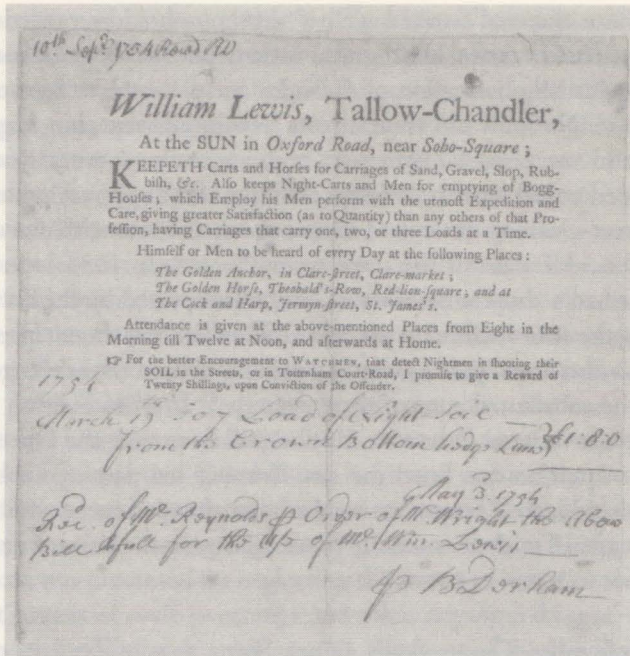 10th Sepr 1754 Road RD
William Lewis, Tallow-Chandler,
At the SUN in Oxford Road, near Soho-Square;
KEEPETH Carts and Horſes for Carriages of Sand, Gravel, Slop, Rub-
biſh, &c. Alſo keeps Night-Carts and Men for emptying of Bogg-
Houſes; which Employ his Men perform with the utmoſt Expedition and
Care, giving greater Satisfaction (as to Quantity) than any others of that Pro-
feſſion, having Carriages that carry one, two, or three Loads at a Time.
Himſelf or Men to be heard of every Day at the following Places:
The Golden Anchor, in Clare-ſtreet, Clare-market;
The Golden Horſe, Theobald's-Row, Red-lion-ſquare; and at
The Cock and Harp, Jermyn-ſtreet, St. James's.
Attendance is given at the above-mentioned Places from Eight in the
Morning till Twelve at Noon, and afterwards at Home.
☞ For the better Encouragement to WATCHMEN, that detect Nightmen in ſhooting their
SOIL in the Streets, or in Tottenham Court-Road, I promiſe to give a Reward of
Twenty Shillings, upon Conviction of the Offender.
1754
March 19th To 7 Load of Night Soil
from the Crown Bottom Lane £1:8:0
May 3. 1754
Rec'd of Mr. Reynolds Order of Mr. Wright the Above
Bill in full for the use of Mr. Wm. Lewis
B Derham